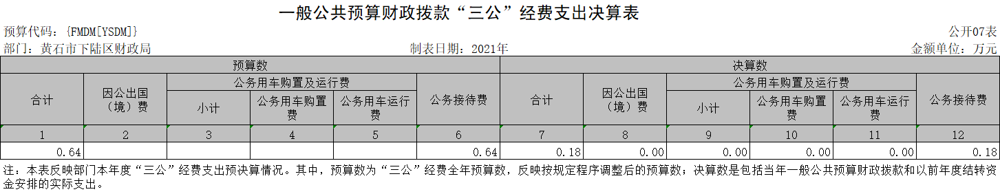 一般公共预算财政拨款“三公”经费支出决算表
预算代码：{FMDM[YSDM]} 公开07表
部门：黄石市下陆区财政局 制表日期：2021年 金额单位：万元
预算数 决算数
合计 因公出国（境）费 公务用车购置及运行费 公务接待费 合计 因公出国（境）费 公务用车购置及运行费 公务接待费
小计 公务用车购置费 公务用车运行费 小计 公务用车购置费 公务用车运行费
1 2 3 4 5 6 7 8 9 10 11 12
0.64 0.64 0.18 0.00 0.00 0.00 0.00 0.18
注：本表反映部门本年度“三公”经费支出预决算情况。其中，预算数为“三公”经费全年预算数，反映按规定程序调整后的预算数；决算数是包括当年一般公共预算财政拨款和以前年度结转资
金安排的实际支出。